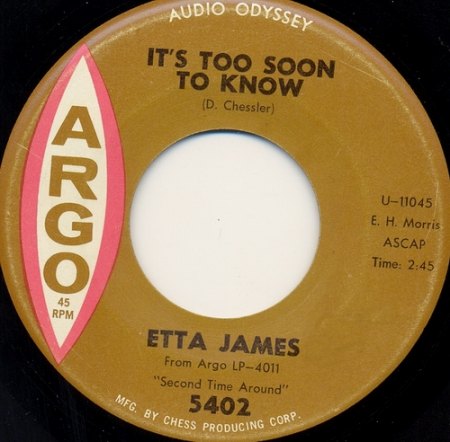 AUDIO ODYSSEY
IT'S TOO SOON
TO KNOW
(D. Chessler)
ARGO
45
RPM
U-11045
E. H. Morris
ASCAP
Time: 2:45
ETTA JAMES
From Argo LP-4011
"Second Time Around"
5402
MFG. BY CHESS PRODUCING CORP.